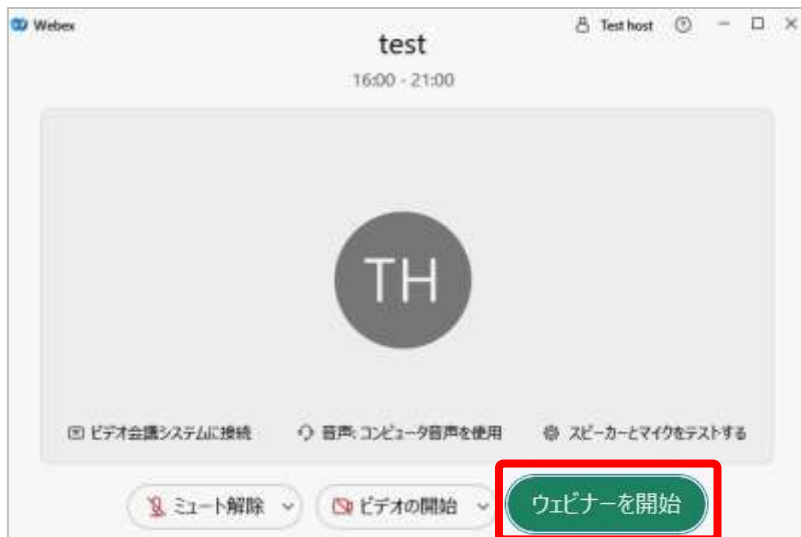 Webex
Test host
test
16:00 - 21:00
TH
ビデオ会議システムに接続 音声: コンピュータ音声を使用 スピーカーとマイクをテストする
ミュート解除 ビデオの開始 ウェビナーを開始